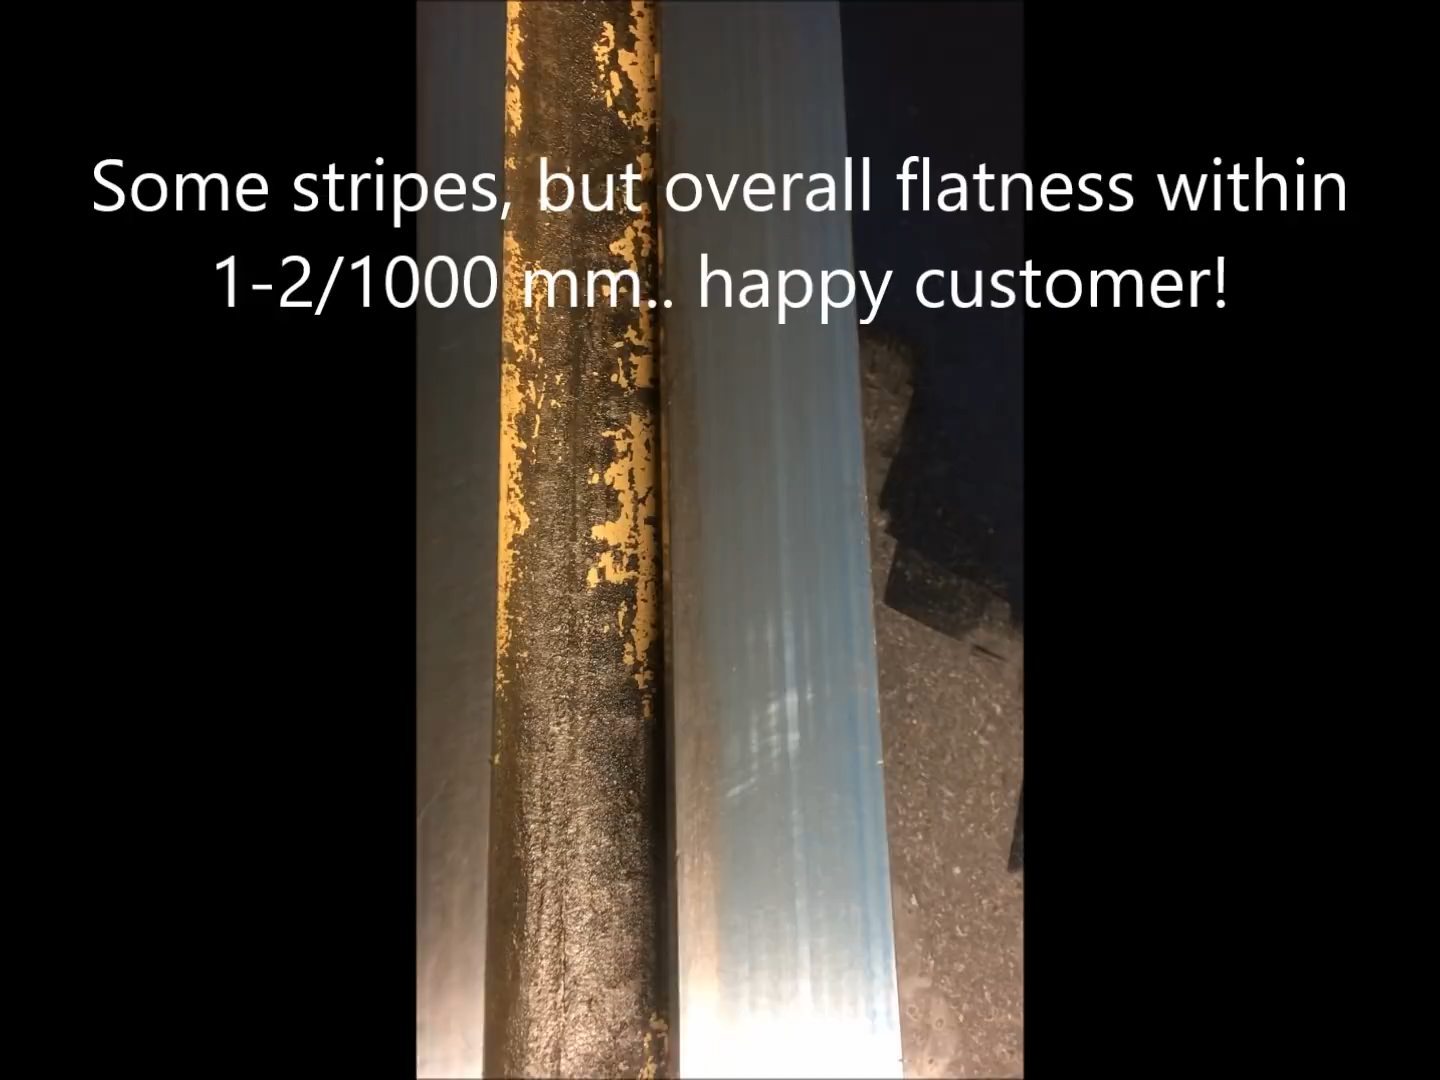 Some stripes, but overall flatness within
1-2/1000 mm.. happy customer!